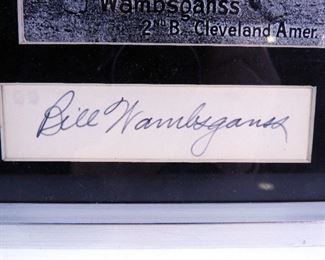 Wambsganss
2nd B. Cleveland Amer.
Bill Wambsganss